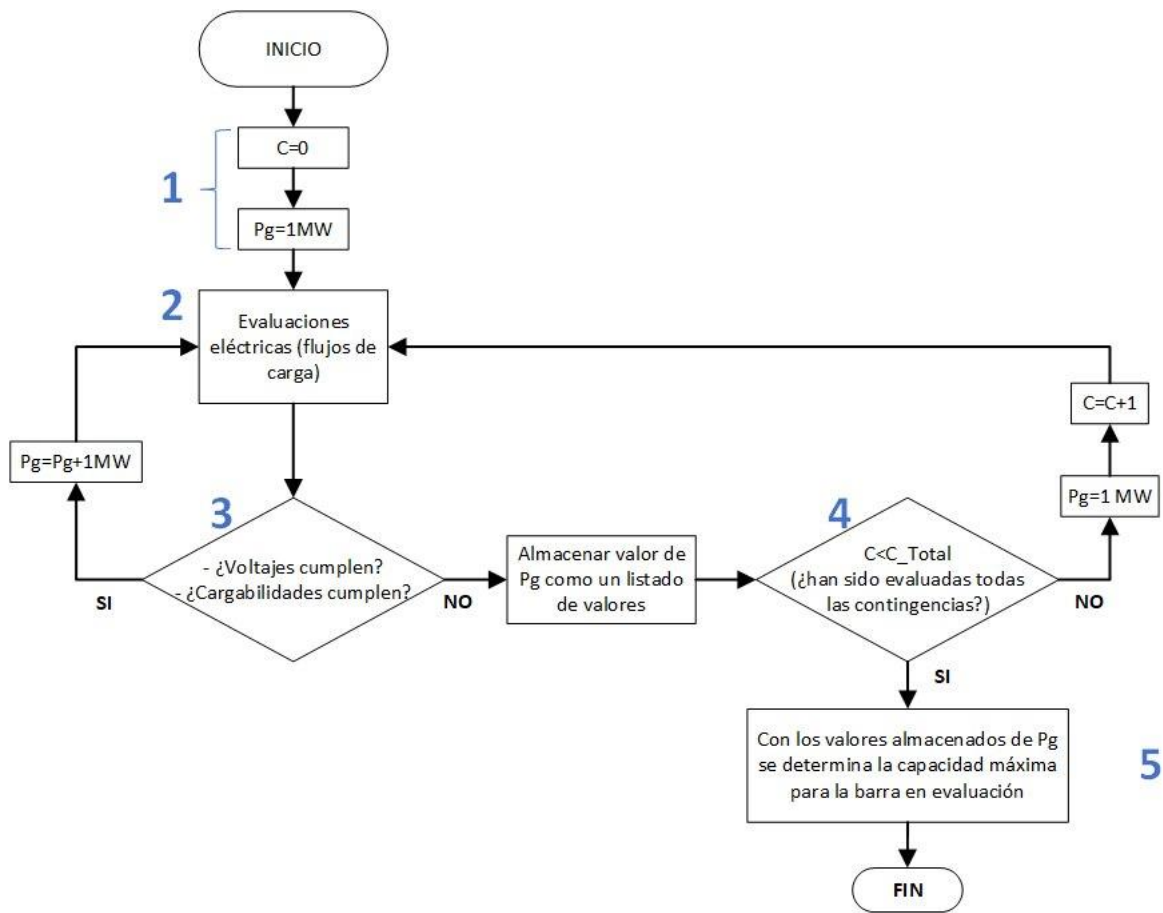 INICIO
C=0
1
Pg=1MW
2
Evaluaciones
eléctricas (flujos de
carga)
C=C+1
Pg=Pg+1MW
Pg=1 MW
3
- ¿Voltajes cumplen?
- ¿Cargabilidades cumplen?
SI
NO
Almacenar valor de
Pg como un listado
de valores
4
C<C_Total
(¿han sido evaluadas todas
las contingencias?)
NO
SI
Con los valores almacenados de Pg
se determina la capacidad máxima
para la barra en evaluación
5
FIN